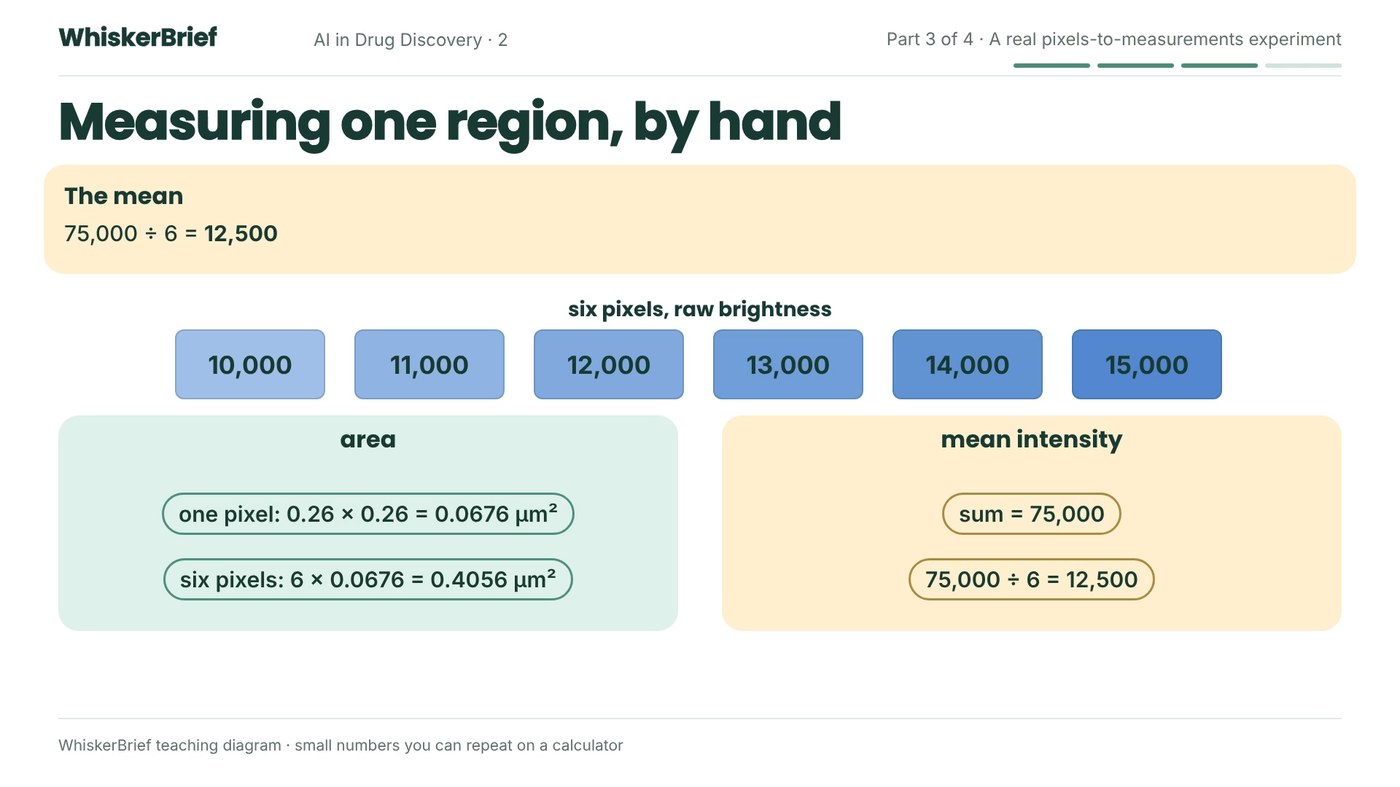 WhiskerBrief
AI in Drug Discovery · 2
Part 3 of 4 · A real pixels-to-measurements experiment
Measuring one region, by hand
The mean
75,000 ÷ 6 = 12,500
six pixels, raw brightness
10,000
11,000
12,000
13,000
14,000
15,000
area
one pixel: 0.26 × 0.26 = 0.0676 µm²
six pixels: 6 × 0.0676 = 0.4056 µm²
mean intensity
sum = 75,000
75,000 ÷ 6 = 12,500
WhiskerBrief teaching diagram · small numbers you can repeat on a calculator